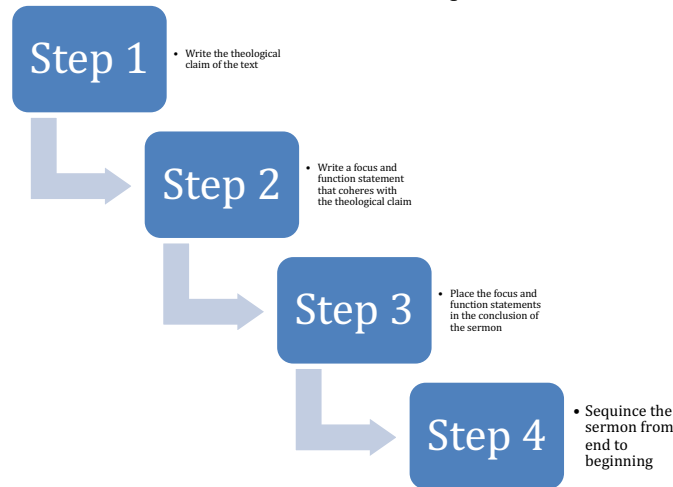 Step 1
• Write the theological
claim of the text
Step 2
• Write a focus and
function statement
that coheres with
the theological claim
Step 3
• Place the focus and
function statements
in the conclusion of
the sermon
Step 4
• Sequince the
sermon from
end to
beginning